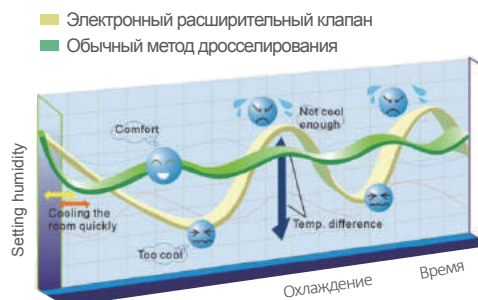 Электронный расширительный клапан
Обычный метод дросселирования
Comfort
Not cool
enough
Setting humidity
Cooling the
room quickly
Too cool
Temp. difference
Охлаждение
Время